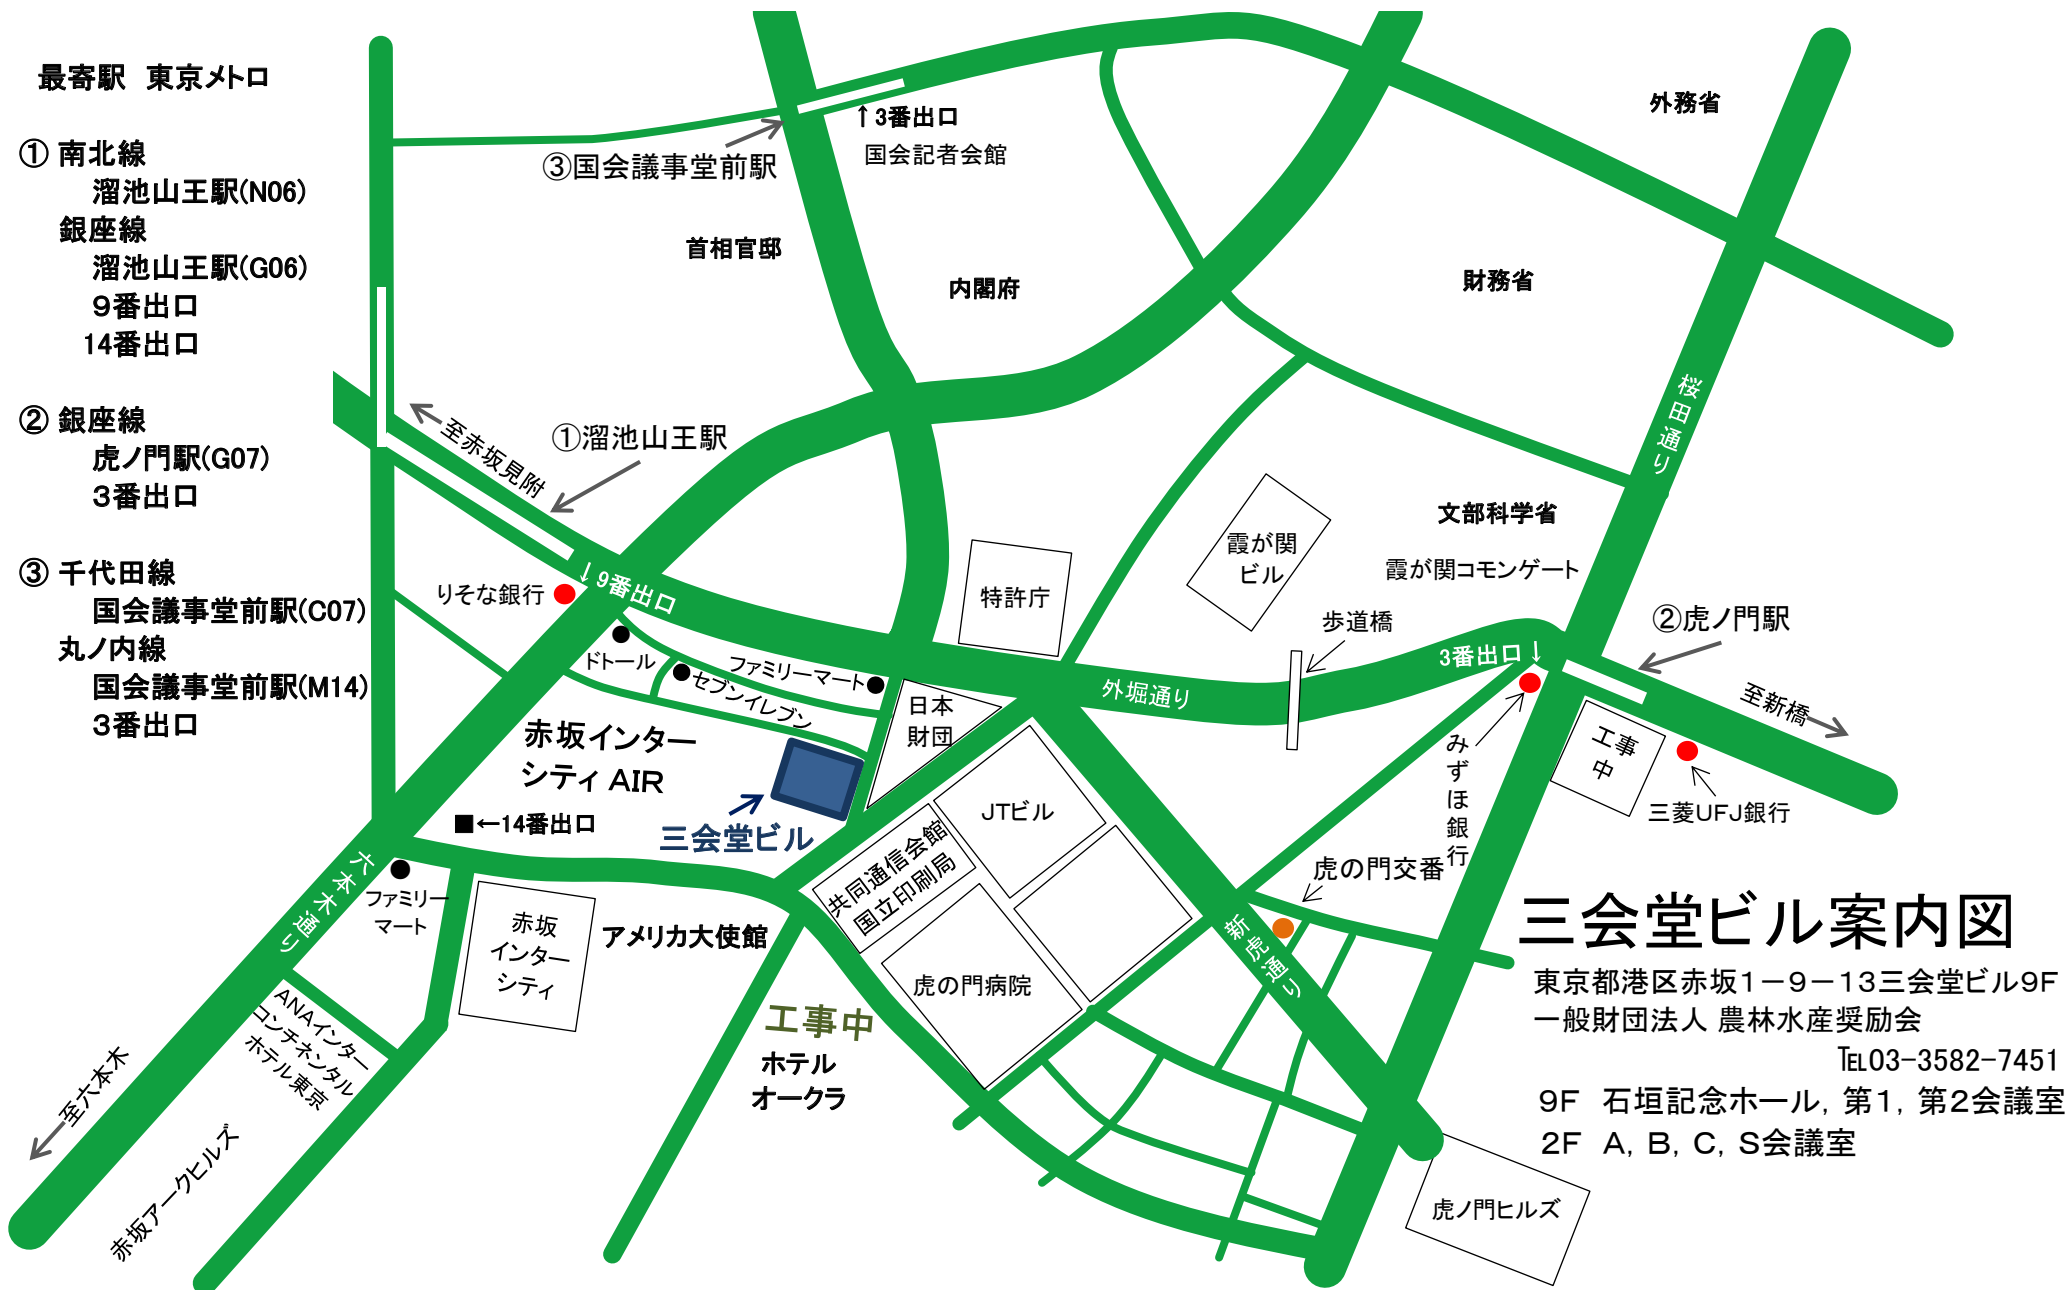 最寄駅 東京メトロ
① 南北線
溜池山王駅(N06)
銀座線
溜池山王駅(G06)
9番出口
14番出口
② 銀座線
虎ノ門駅(G07)
3番出口
③ 千代田線
国会議事堂前駅(C07)
丸ノ内線
国会議事堂前駅(M14)
3番出口
↑3番出口
国会記者会館
③国会議事堂前駅
首相官邸
内閣府
外務省
財務省
桜田通り
至赤坂見附
①溜池山王駅
りそな銀行
↓9番出口
ドトール
セブンイレブン
ファミリーマート
特許庁
霞が関
ビル
文部科学省
霞が関コモンゲート
歩道橋
②虎ノ門駅
3番出口↓
外堀通り
至新橋
日本
財団
赤坂インター
シティ AIR
三会堂ビル
■←14番出口
JTビル
共同通信会館
国立印刷局
みずほ銀行
工事
中
三菱UFJ銀行
虎の門交番
六本木通り
ファミリー
マート
赤坂
インター
シティ
アメリカ大使館
虎の門病院
新虎通り
工事中
ホテル
オークラ
ANAインター
コンチネンタル
ホテル東京
至六本木
赤坂アークヒルズ
虎ノ門ヒルズ
三会堂ビル案内図
東京都港区赤坂1-9-13三会堂ビル9F
一般財団法人 農林水産奨励会
℡03-3582-7451
9F 石垣記念ホール, 第1, 第2会議室
2F A, B, C, S会議室